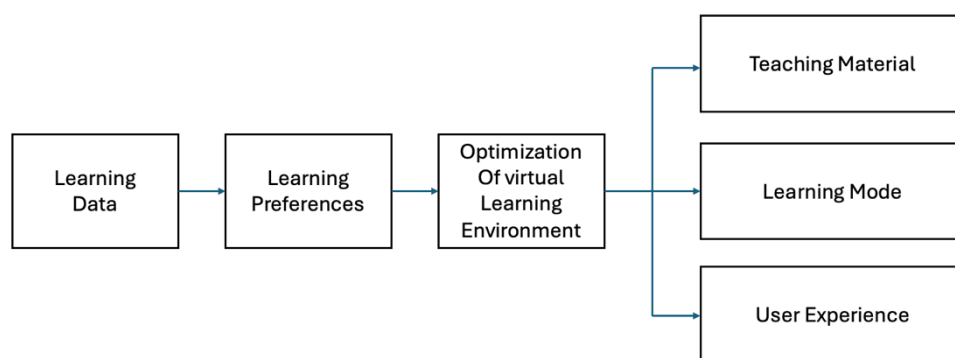 Learning
Data
Learning
Preferences
Optimization
Of virtual
Learning
Environment
Teaching Material
Learning Mode
User Experience